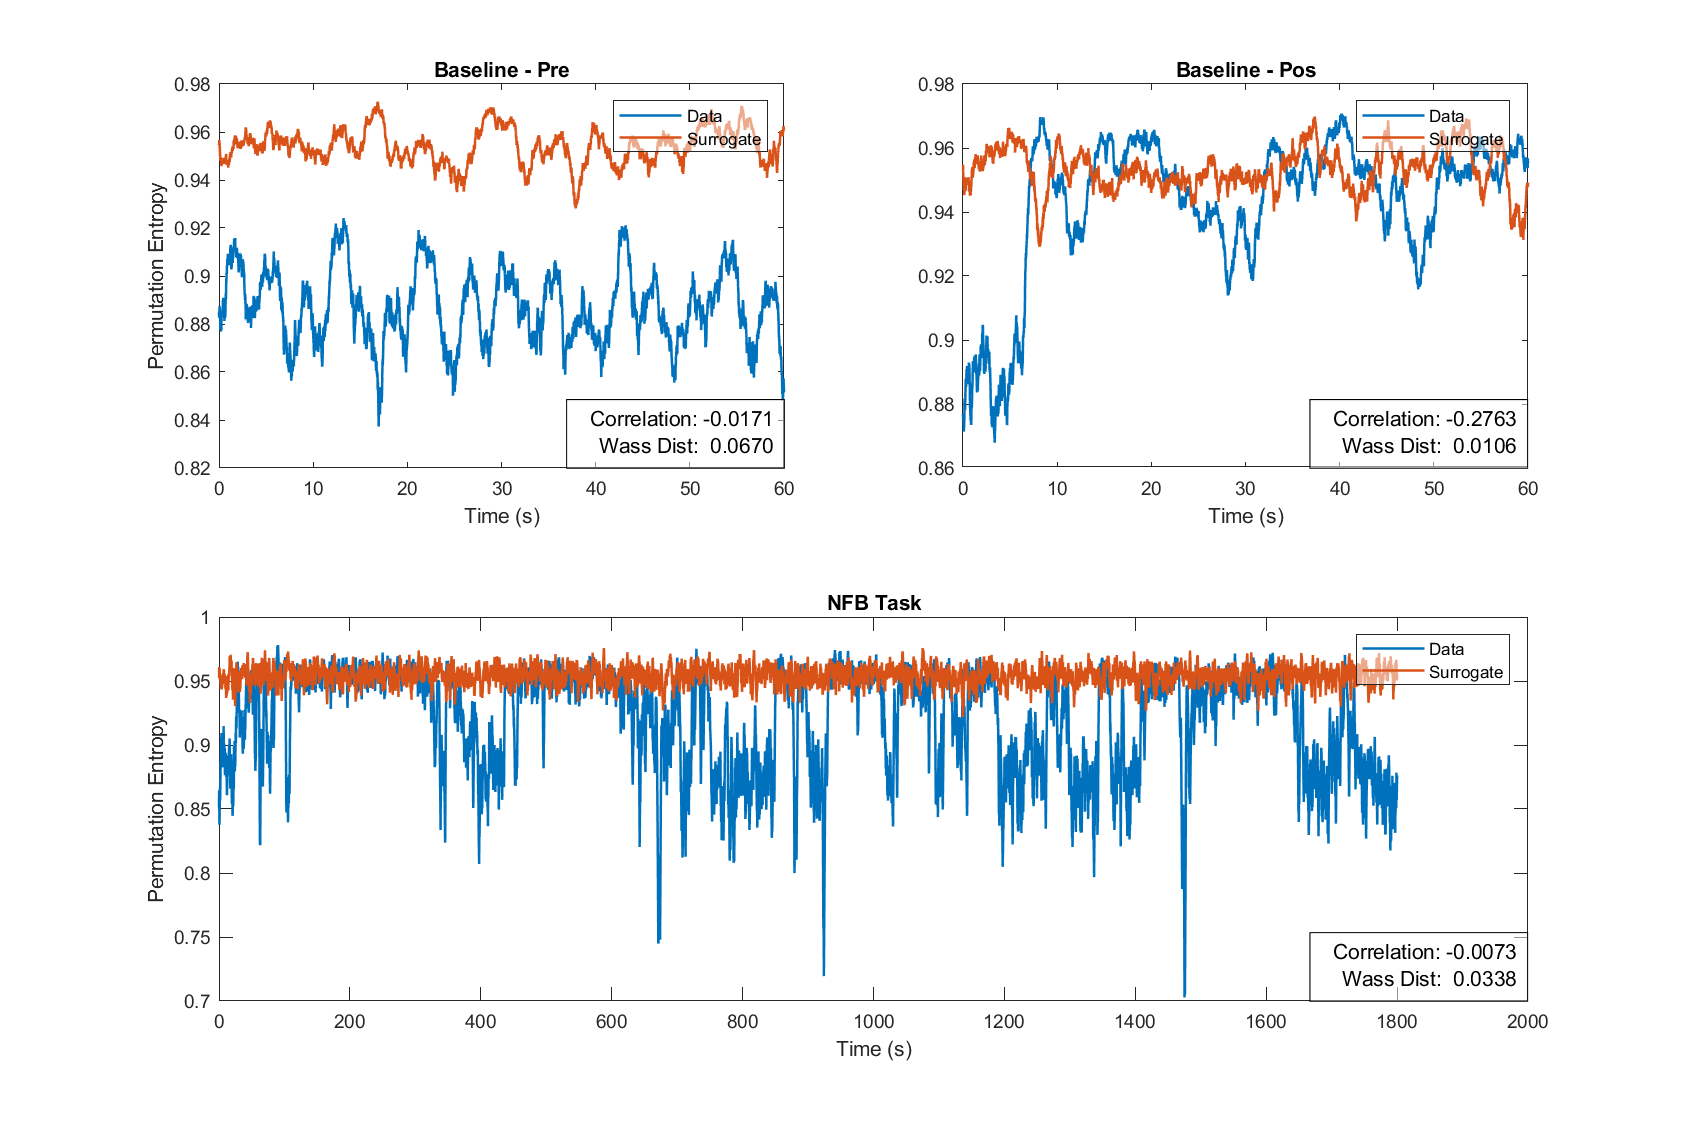 Baseline - Pre
0.98
0.96
0.94
0.92
0.9
0.88
0.86
0.84
0.82
Permutation Entropy
Data
Surrogate
Correlation: -0.0171
Wass Dist: 0.0670
0 10 20 30 40 50 60
Time (s)
Baseline - Pos
0.98
0.96
0.94
0.92
0.9
0.88
0.86
Data
Surrogate
Correlation: -0.2763
Wass Dist: 0.0106
0 10 20 30 40 50 60
Time (s)
NFB Task
1
0.95
0.9
0.85
0.8
0.75
0.7
Permutation Entropy
Data
Surrogate
Correlation: -0.0073
Wass Dist: 0.0338
0 200 400 600 800 1000 1200 1400 1600 1800 2000
Time (s)